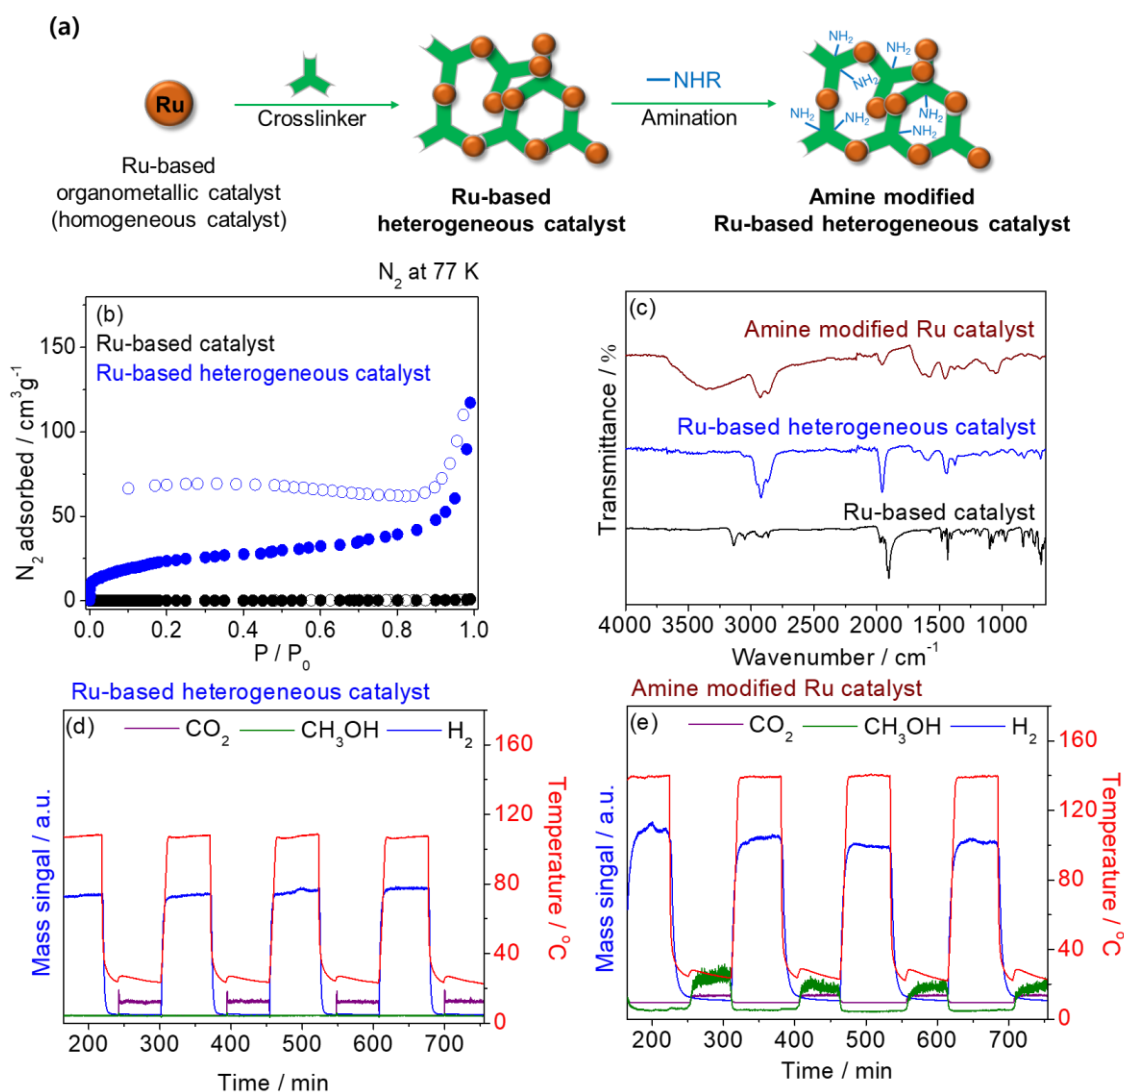 (a)
Ru
Crosslinker
—NHR
Amination
NH₂
NH₂
NH₂
NH₂
NH₂
NH₂
NH₂
NH₂
Ru-based
organometallic catalyst
(homogeneous catalyst)
Ru-based
heterogeneous catalyst
Amine modified
Ru-based heterogeneous catalyst
N₂ at 77 K
(b)
Ru-based catalyst
Ru-based heterogeneous catalyst
N₂ adsorbed / cm³g⁻¹
150
100
50
0
0.0 0.2 0.4 0.6 0.8 1.0
P / P₀
(c)
Amine modified Ru catalyst
Ru-based heterogeneous catalyst
Ru-based catalyst
Transmittance / %
4000 3500 3000 2500 2000 1500 1000
Wavenumber / cm⁻¹
Ru-based heterogeneous catalyst
(d)
CO₂ CH₃OH H₂
Mass singal / a.u.
160
120
80
40
0
Temperature / °C
200 300 400 500 600 700
Time / min
Amine modified Ru catalyst
(e)
CO₂ CH₃OH H₂
Mass singal / a.u.
160
120
80
40
0
Temperature / °C
200 300 400 500 600 700
Time / min